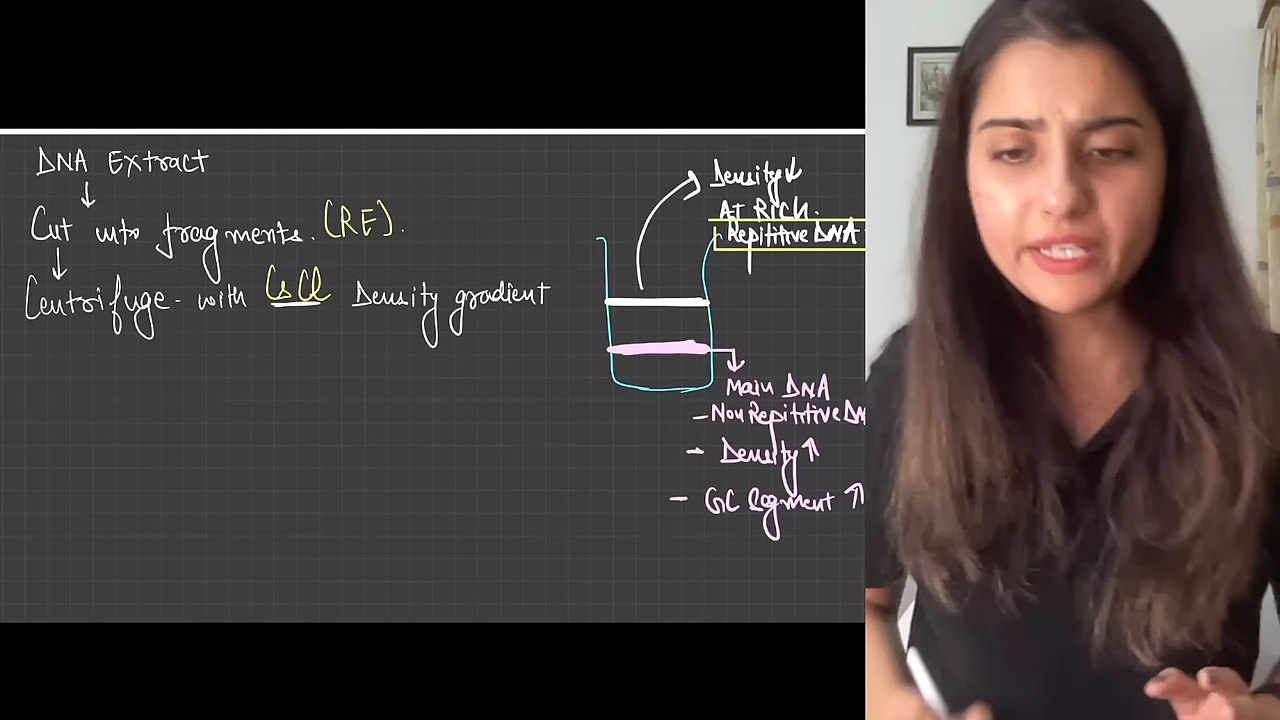 DNA Extract
↓
Cut into fragments. (RE).
↓
Centrifuge - with CsCl Density gradient
Density↓
AT RICH.
Repititive DNA
Main DNA
- Non Repititive DN
- Density ↑
- GC Segment ↑